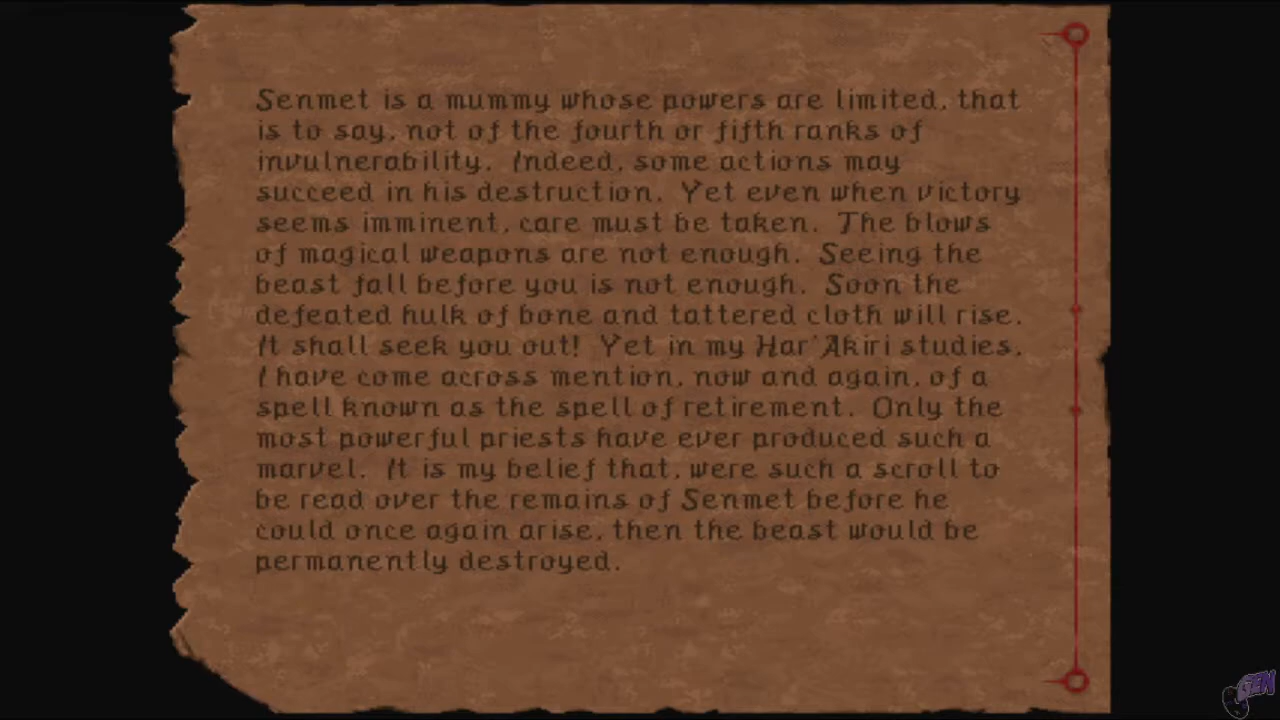 Senmet is a mummy whose powers are limited, that
is to say, not of the fourth or fifth ranks of
invulnerability.  Indeed, some actions may
succeed in his destruction.  Yet even when victory
seems imminent, care must be taken.  The blows
of magical weapons are not enough.  Seeing the
beast fall before you is not enough.  Soon the
defeated hulk of bone and tattered cloth will rise.
It shall seek you out!  Yet in my Har'Akiri studies,
I have come across mention, now and again, of a
spell known as the spell of retirement.  Only the
most powerful priests have ever produced such a
marvel.  It is my belief that, were such a scroll to
be read over the remains of Senmet before he
could once again arise, then the beast would be
permanently destroyed.
GEN